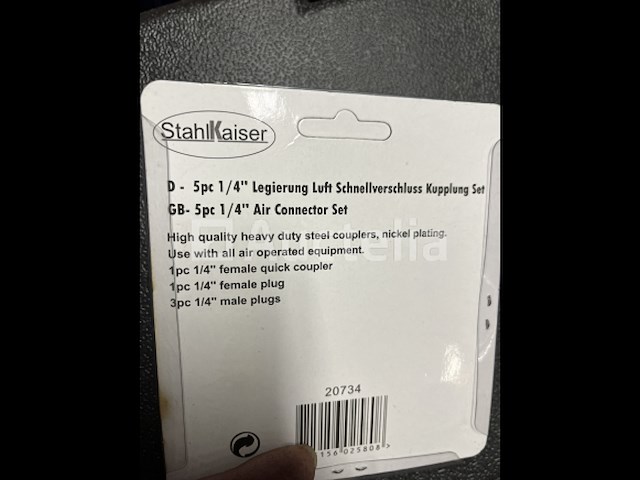 StahlKaiser
D - 5pc 1/4" Legierung Luft Schnellverschluss Kupplung Set
GB- 5pc 1/4" Air Connector Set
High quality heavy duty steel couplers, nickel plating.
Use with all air operated equipment.
1pc 1/4" female quick coupler
1pc 1/4" female plug
3pc 1/4" male plugs
20734
156025808